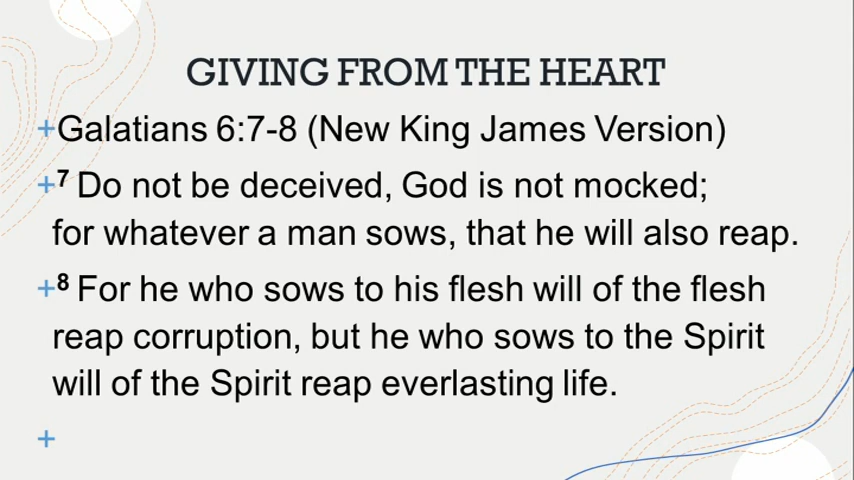 GIVING FROM THE HEART
+Galatians 6:7-8 (New King James Version)
+7 Do not be deceived, God is not mocked;
for whatever a man sows, that he will also reap.
+8 For he who sows to his flesh will of the flesh
reap corruption, but he who sows to the Spirit
will of the Spirit reap everlasting life.
+